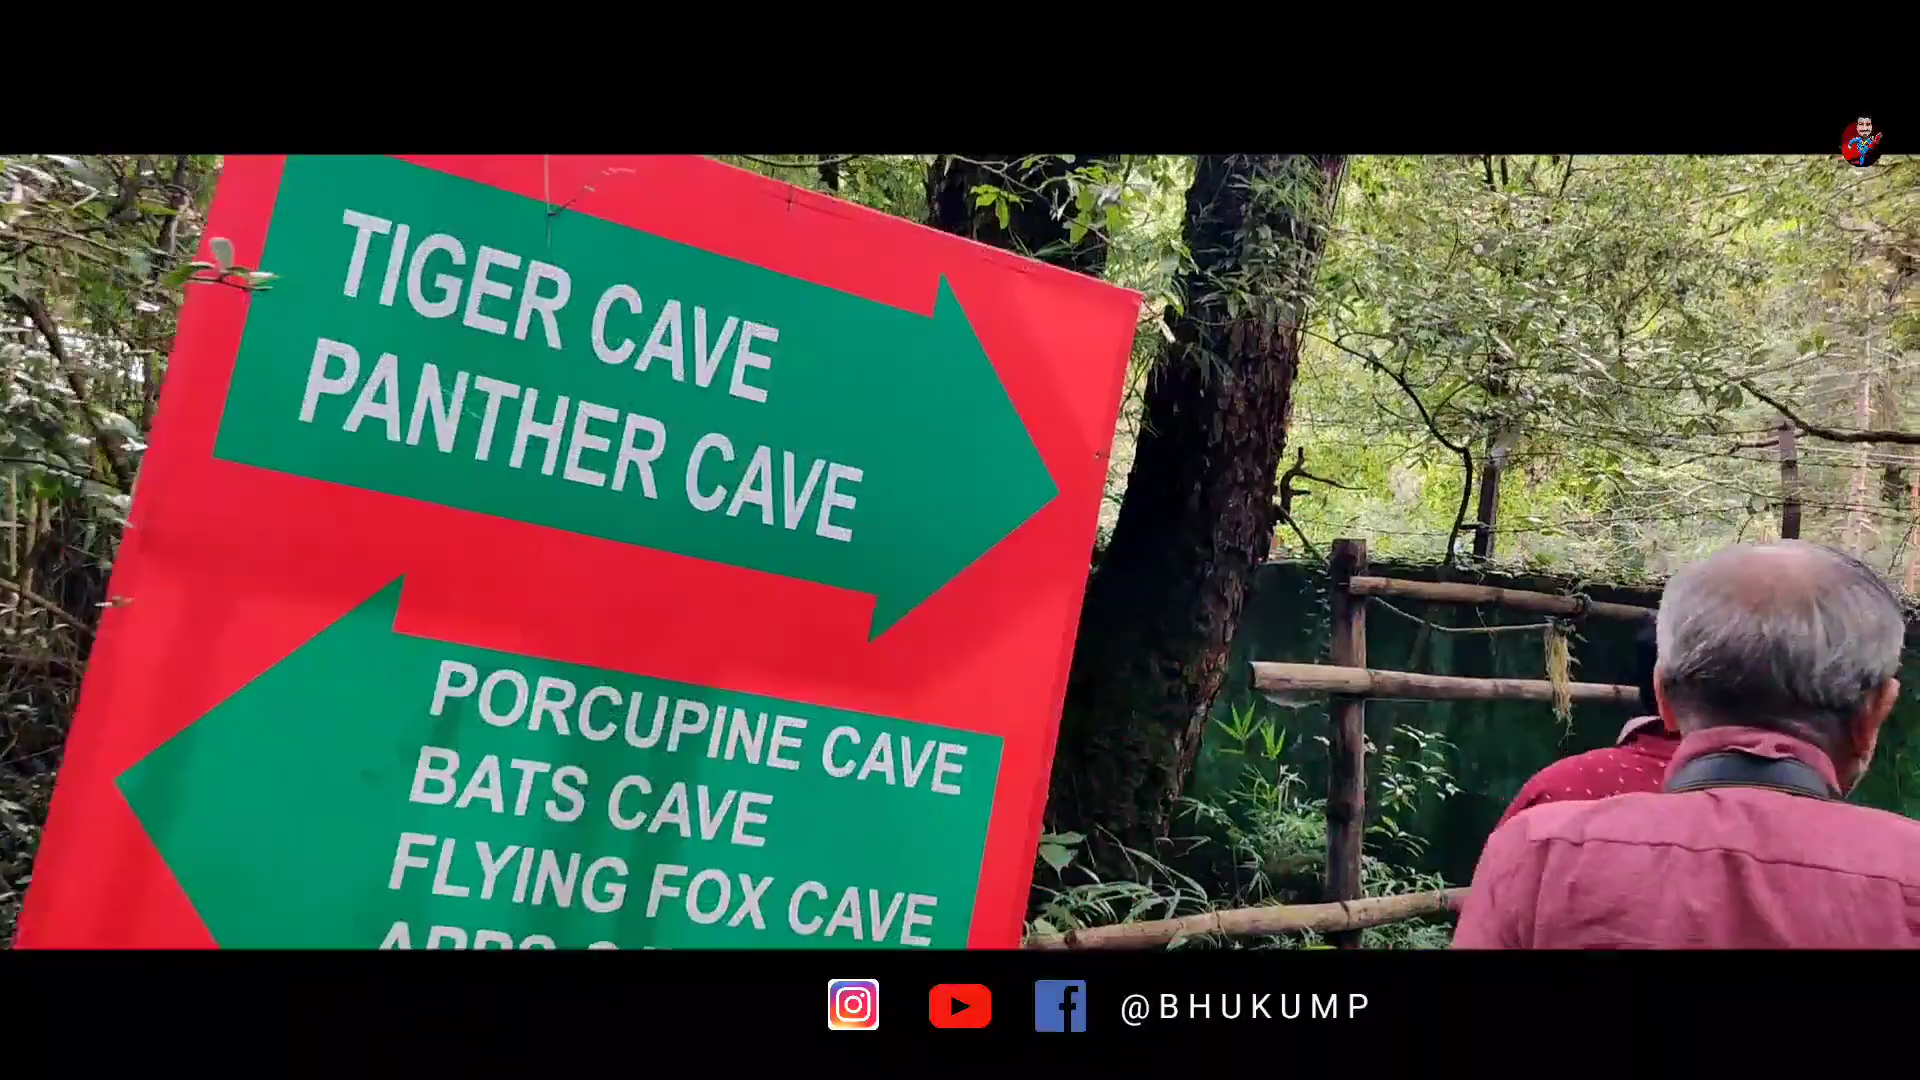 TIGER CAVE
PANTHER CAVE
PORCUPINE CAVE
BATS CAVE
FLYING FOX CAVE
@BHUKUMP